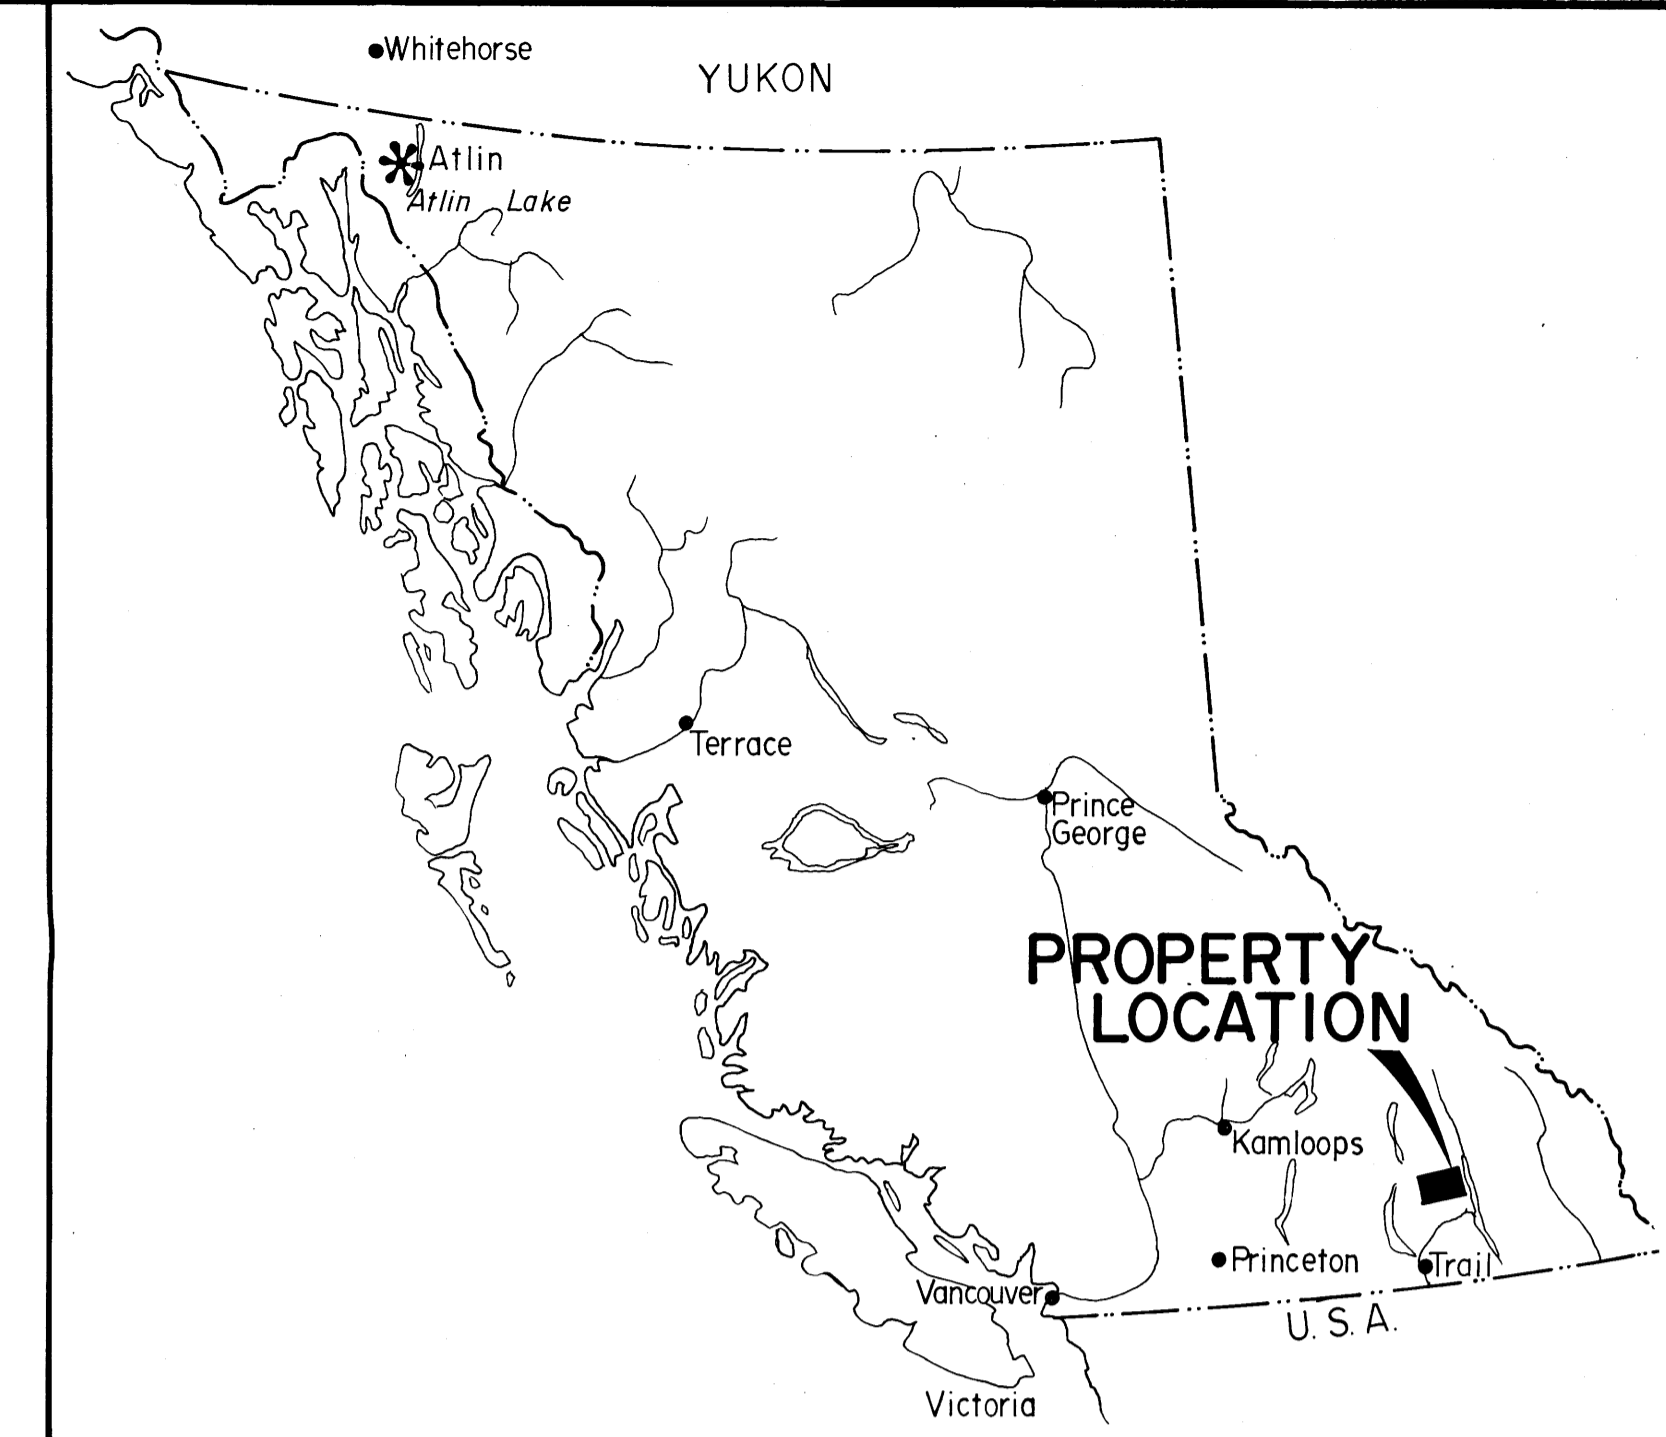 Whitehorse
YUKON
Atlin
Atlin Lake
Terrace
Prince
George
PROPERTY
LOCATION
Kamloops
Princeton
Trail
Vancouver
U. S. A.
Victoria